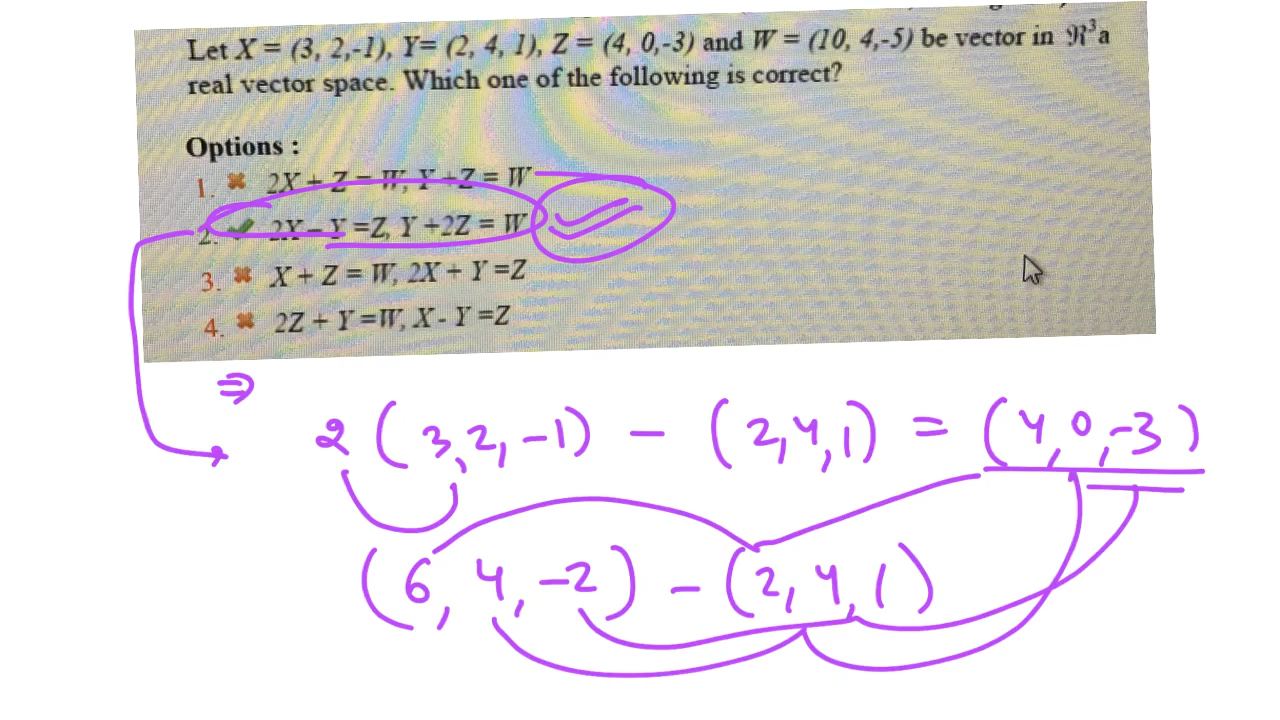 Let X = (3, 2,-1), Y= (2, 4, 1), Z = (4, 0,-3) and W = (10, 4,-5) be vector in ℜ³a
real vector space. Which one of the following is correct?
Options :
1. ✖ 2X + Z = W, Y +Z = W
2. ✔ 2X – Y =Z, Y +2Z = W
3. ✖ X + Z = W, 2X + Y =Z
4. ✖ 2Z + Y =W, X - Y =Z
⇒
2 (3,2,-1) - (2,4,1) = (4,0,-3)
(6,4,-2) - (2,4,1)